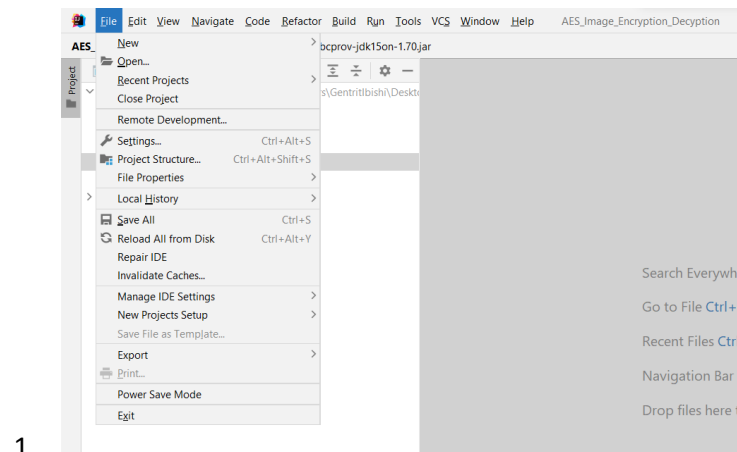 File Edit View Navigate Code Refactor Build Run Tools VCS Window Help AES_Image_Encryption_Decyption
AES_ bcprov-jdk15on-1.70.jar
Project
New
Open...
s\GentritIbishi\Deskto
Recent Projects
Close Project
Remote Development...
Settings... Ctrl+Alt+S
Project Structure... Ctrl+Alt+Shift+S
File Properties
Local History
Save All Ctrl+S
Reload All from Disk Ctrl+Alt+Y
Repair IDE
Invalidate Caches...
Search Everywh
Manage IDE Settings
Go to File Ctrl+
New Projects Setup
Save File as Template...
Recent Files Ctr
Export
Print...
Navigation Bar
Power Save Mode
Drop files here t
Exit
1